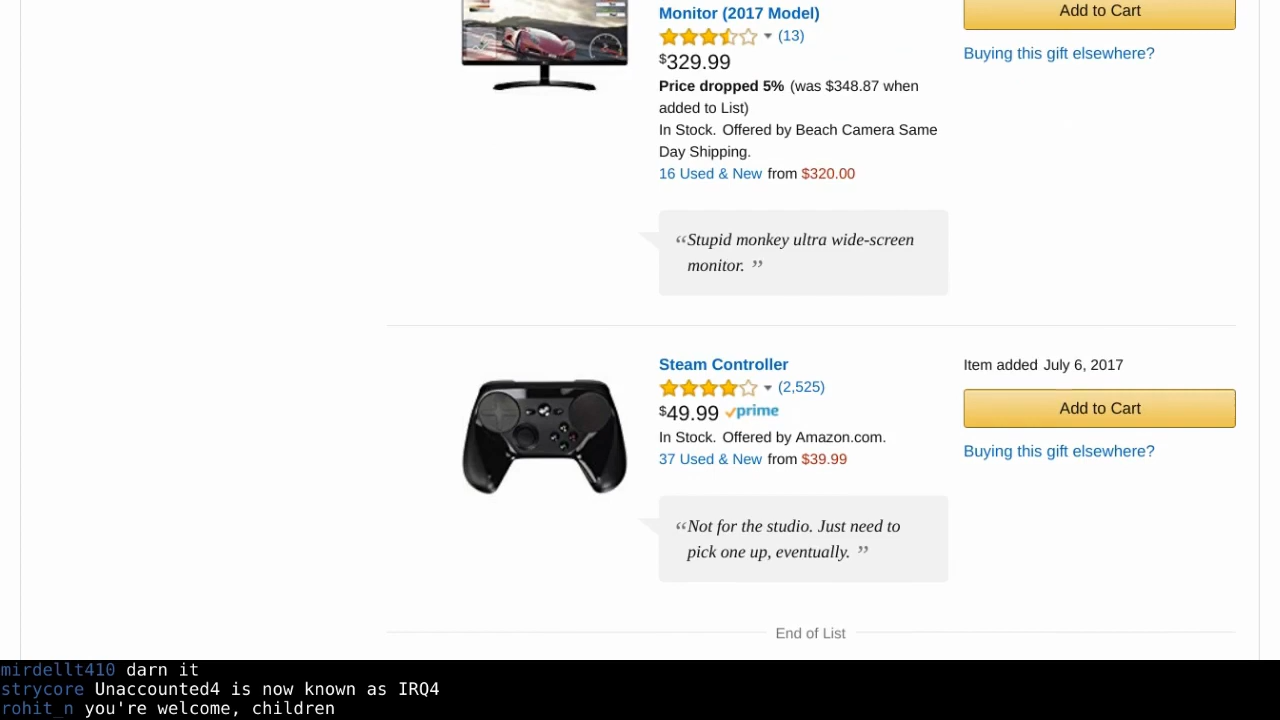 Monitor (2017 Model)
(13)
$329.99
Price dropped 5% (was $348.87 when
added to List)
In Stock. Offered by Beach Camera Same
Day Shipping.
16 Used & New from $320.00
“Stupid monkey ultra wide-screen
monitor. ”
Add to Cart
Buying this gift elsewhere?
Steam Controller
(2,525)
$49.99 prime
In Stock. Offered by Amazon.com.
37 Used & New from $39.99
“Not for the studio. Just need to
pick one up, eventually. ”
Item added July 6, 2017
Add to Cart
Buying this gift elsewhere?
End of List
mirdellt410 darn it
strycore Unaccounted4 is now known as IRQ4
rohit_n you're welcome, children